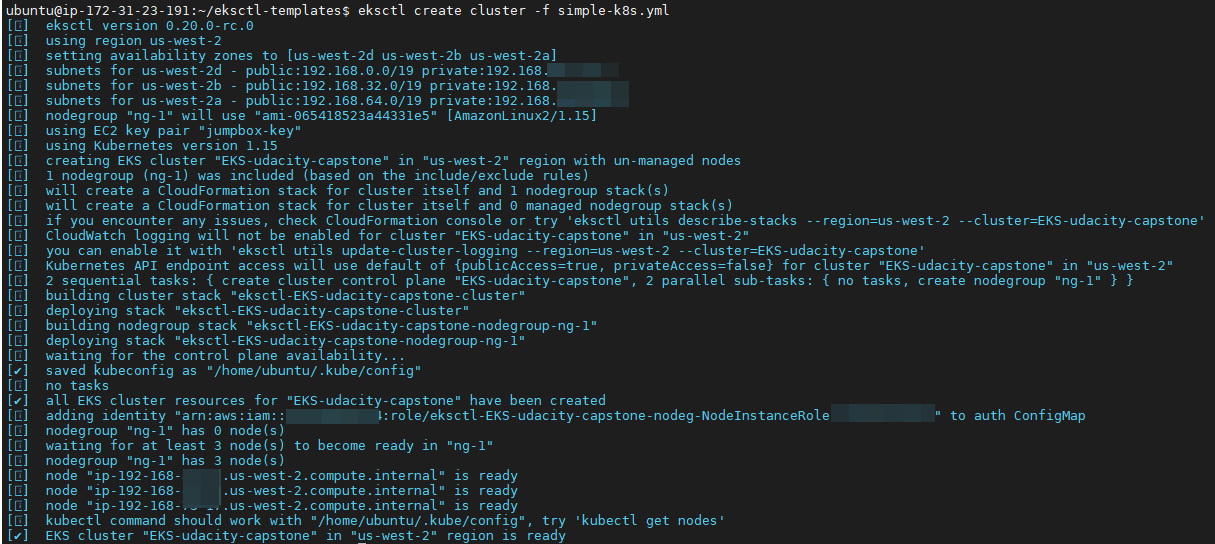 ubuntu@ip-172-31-23-191:~/eksctl-templates$ eksctl create cluster -f simple-k8s.yml
[ℹ]  eksctl version 0.20.0-rc.0
[ℹ]  using region us-west-2
[ℹ]  setting availability zones to [us-west-2d us-west-2b us-west-2a]
[ℹ]  subnets for us-west-2d - public:192.168.0.0/19 private:192.168.
[ℹ]  subnets for us-west-2b - public:192.168.32.0/19 private:192.168.
[ℹ]  subnets for us-west-2a - public:192.168.64.0/19 private:192.168.
[ℹ]  nodegroup "ng-1" will use "ami-065418523a44331e5" [AmazonLinux2/1.15]
[ℹ]  using EC2 key pair "jumpbox-key"
[ℹ]  using Kubernetes version 1.15
[ℹ]  creating EKS cluster "EKS-udacity-capstone" in "us-west-2" region with un-managed nodes
[ℹ]  1 nodegroup (ng-1) was included (based on the include/exclude rules)
[ℹ]  will create a CloudFormation stack for cluster itself and 1 nodegroup stack(s)
[ℹ]  will create a CloudFormation stack for cluster itself and 0 managed nodegroup stack(s)
[ℹ]  if you encounter any issues, check CloudFormation console or try 'eksctl utils describe-stacks --region=us-west-2 --cluster=EKS-udacity-capstone'
[ℹ]  CloudWatch logging will not be enabled for cluster "EKS-udacity-capstone" in "us-west-2"
[ℹ]  you can enable it with 'eksctl utils update-cluster-logging --region=us-west-2 --cluster=EKS-udacity-capstone'
[ℹ]  Kubernetes API endpoint access will use default of {publicAccess=true, privateAccess=false} for cluster "EKS-udacity-capstone" in "us-west-2"
[ℹ]  2 sequential tasks: { create cluster control plane "EKS-udacity-capstone", 2 parallel sub-tasks: { no tasks, create nodegroup "ng-1" } }
[ℹ]  building cluster stack "eksctl-EKS-udacity-capstone-cluster"
[ℹ]  deploying stack "eksctl-EKS-udacity-capstone-cluster"
[ℹ]  building nodegroup stack "eksctl-EKS-udacity-capstone-nodegroup-ng-1"
[ℹ]  deploying stack "eksctl-EKS-udacity-capstone-nodegroup-ng-1"
[ℹ]  waiting for the control plane availability...
[✔]  saved kubeconfig as "/home/ubuntu/.kube/config"
[ℹ]  no tasks
[✔]  all EKS cluster resources for "EKS-udacity-capstone" have been created
[ℹ]  adding identity "arn:aws:iam:: :role/eksctl-EKS-udacity-capstone-nodeg-NodeInstanceRole " to auth ConfigMap
[ℹ]  nodegroup "ng-1" has 0 node(s)
[ℹ]  waiting for at least 3 node(s) to become ready in "ng-1"
[ℹ]  nodegroup "ng-1" has 3 node(s)
[ℹ]  node "ip-192-168- .us-west-2.compute.internal" is ready
[ℹ]  node "ip-192-168- .us-west-2.compute.internal" is ready
[ℹ]  node "ip-192-168- .us-west-2.compute.internal" is ready
[ℹ]  kubectl command should work with "/home/ubuntu/.kube/config", try 'kubectl get nodes'
[✔]  EKS cluster "EKS-udacity-capstone" in "us-west-2" region is ready